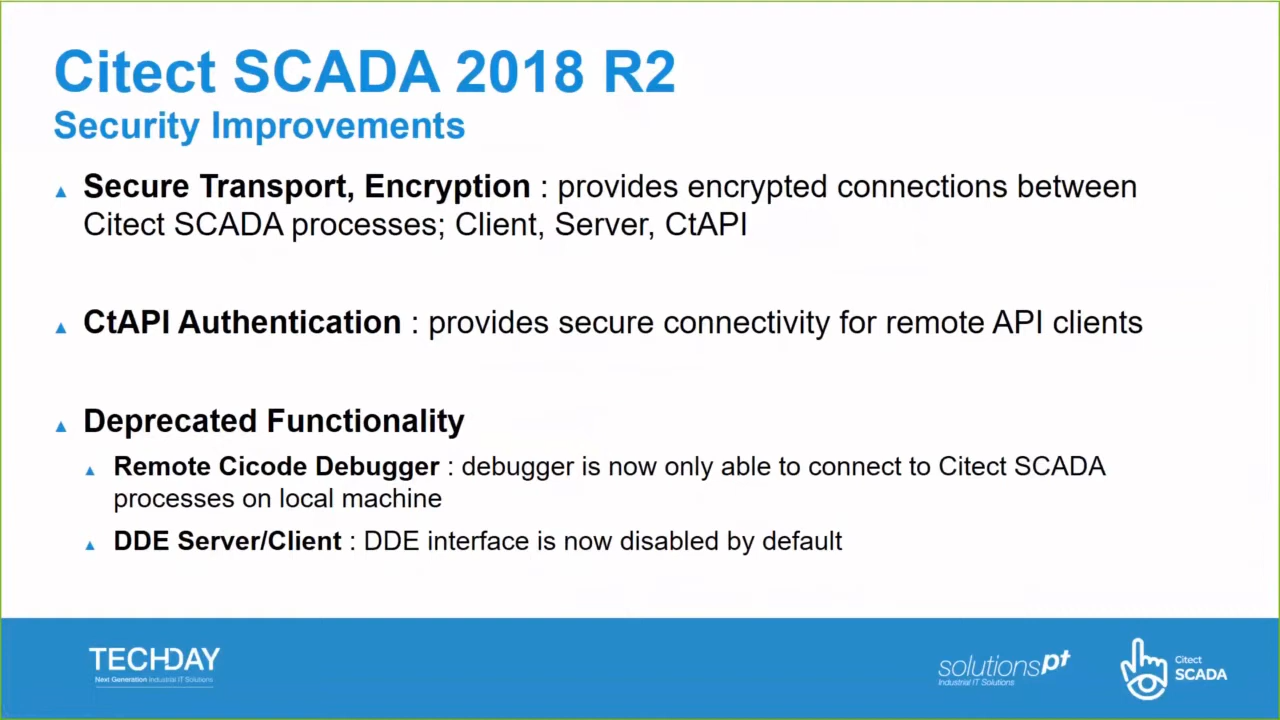 Citect SCADA 2018 R2
Security Improvements
Secure Transport, Encryption : provides encrypted connections between
Citect SCADA processes; Client, Server, CtAPI
CtAPI Authentication : provides secure connectivity for remote API clients
Deprecated Functionality
Remote Cicode Debugger : debugger is now only able to connect to Citect SCADA
processes on local machine
DDE Server/Client : DDE interface is now disabled by default
TECHDAY
Next Generation Industrial IT Solutions
solutionspt
Industrial IT Solutions
Citect
SCADA